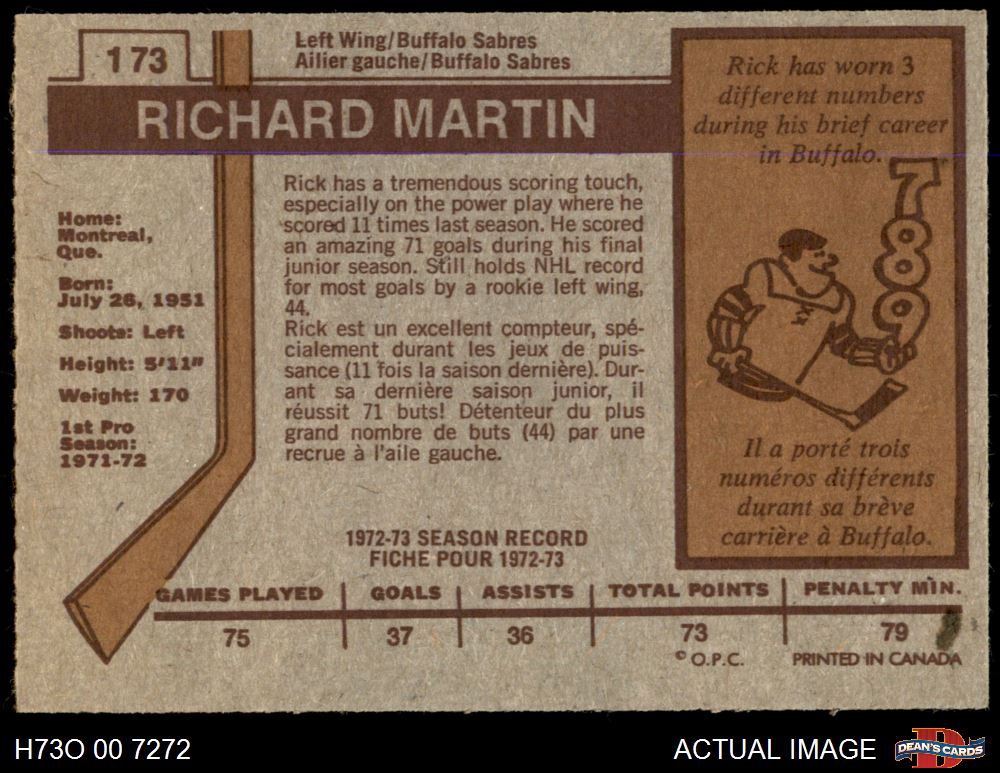 173
Left Wing/Buffalo Sabres
Ailier gauche/Buffalo Sabres
RICHARD MARTIN
Home:
Montreal,
Que.
Born:
July 26, 1951
Shoots: Left
Height: 5'11"
Weight: 170
1st Pro
Season:
1971-72
Rick has a tremendous scoring touch,
especially on the power play where he
scored 11 times last season. He scored
an amazing 71 goals during his final
junior season. Still holds NHL record
for most goals by a rookie left wing,
44.
Rick est un excellent compteur, spé-
cialement durant les jeux de puis-
sance (11 fois la saison dernière). Dur-
ant sa dernière saison junior, il
réussit 71 buts! Détenteur du plus
grand nombre de buts (44) par une
recrue à l'aile gauche.
Rick has worn 3
different numbers
during his brief career
in Buffalo.
7
8
9
Il a porté trois
numéros différents
durant sa brève
carrière à Buffalo.
1972-73 SEASON RECORD
FICHE POUR 1972-73
GAMES PLAYED GOALS ASSISTS TOTAL POINTS PENALTY MIN.
75 37 36 73 79
© O.P.C. PRINTED IN CANADA
H73O 00 7272 ACTUAL IMAGE DEAN'S CARDS